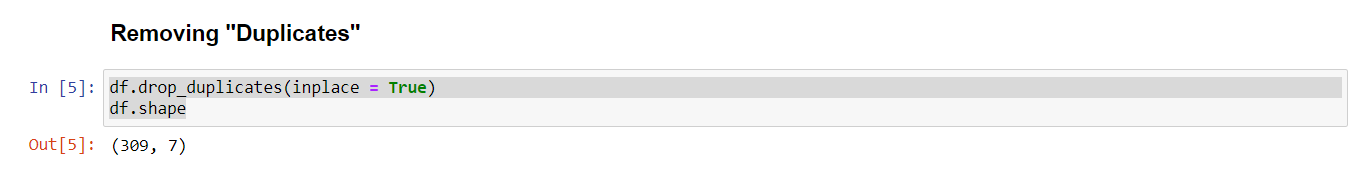 Removing "Duplicates"
In [5]: df.drop_duplicates(inplace = True)
df.shape
Out[5]: (309, 7)